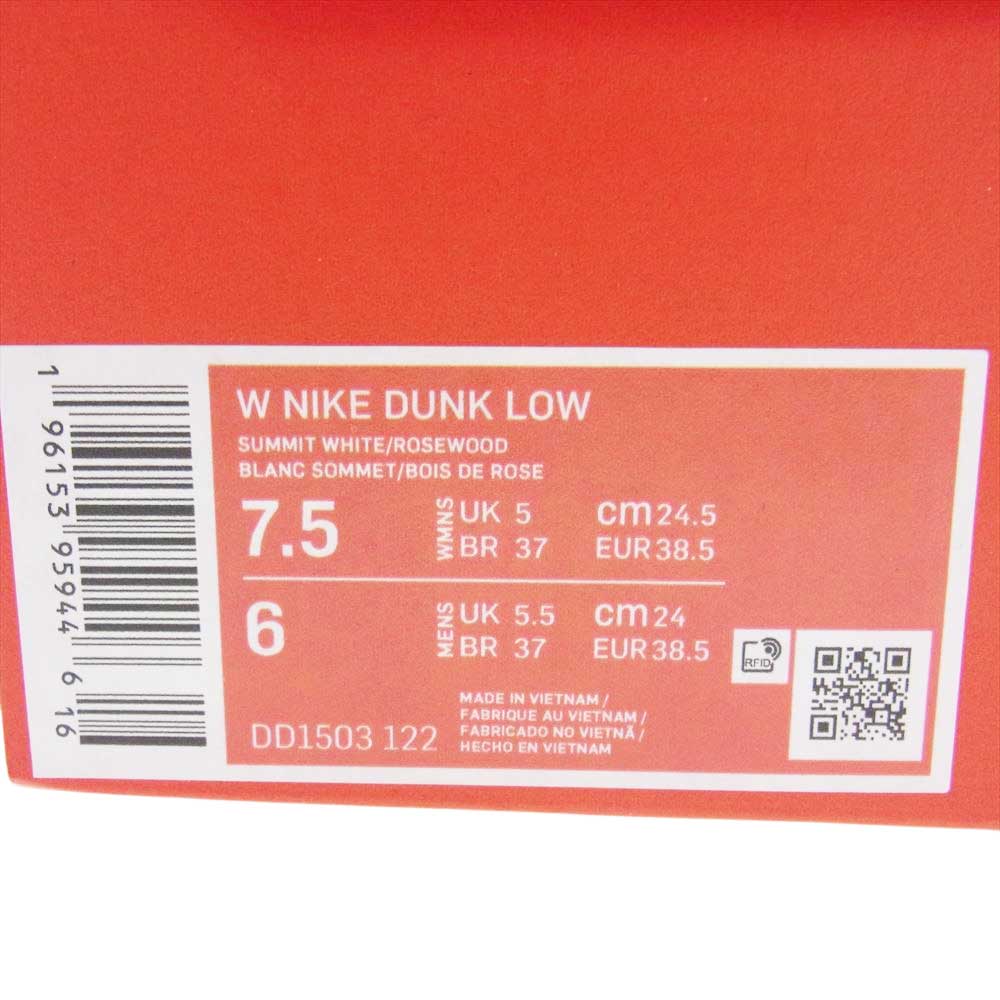 W NIKE DUNK LOW
SUMMIT WHITE/ROSEWOOD
BLANC SOMMET/BOIS DE ROSE
7.5 WMNS UK 5 cm 24.5
BR 37 EUR 38.5
6 MENS UK 5.5 cm 24
BR 37 EUR 38.5
RFID
DD1503 122
MADE IN VIETNAM /
FABRIQUE AU VIETNAM /
FABRICADO NO VIETNÃ /
HECHO EN VIETNAM
1 96153 95944 6 16